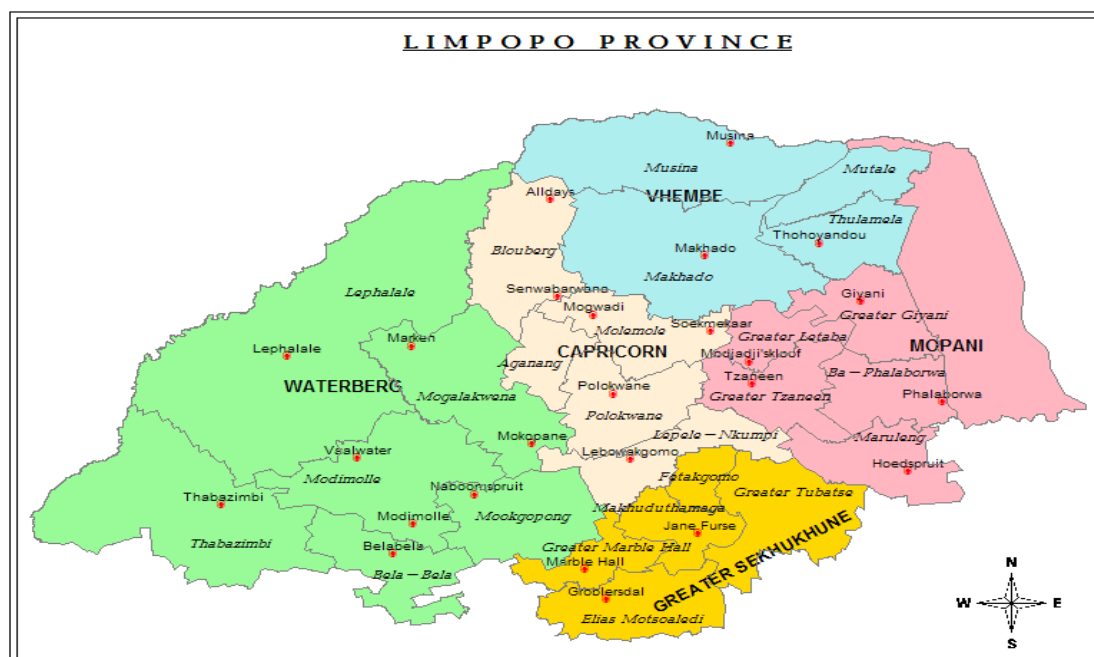 LIMPOPO PROVINCE
Musina
Musina
Mutale
Alldays
VHEMBE
Thulamela
Thohoyandou
Blouberg
Makhado
Makhado
Lephalale
Senwabarwano
Giyani
Mogwadi
Greater Giyani
Molemole
Soekmekaar
Greater Letaba
Marken
MOPANI
Lephalale
CAPRICORN
Modjadji'skloof
Aganang
Ba-Phalaborwa
Tzaneen
WATERBERG
Polokwane
Greater Tzaneen
Mogalakwena
Phalaborwa
Polokwane
Lepele-Nkumpi
Maruleng
Mokopane
Vaalwater
Lebowakgomo
Hoedspruit
Modimolle
Fetakgomo
Naboomspruit
Greater Tubatse
Thabazimbi
Makhuduthamaga
Mookgopong
Modimolle
Jane Furse
Thabazimbi
Belabela
Greater Marble Hall
Marble Hall
Bela-Bela
GREATER SEKHUKHUNE
Groblersdal
Elias Motsoaledi
N
W
E
S